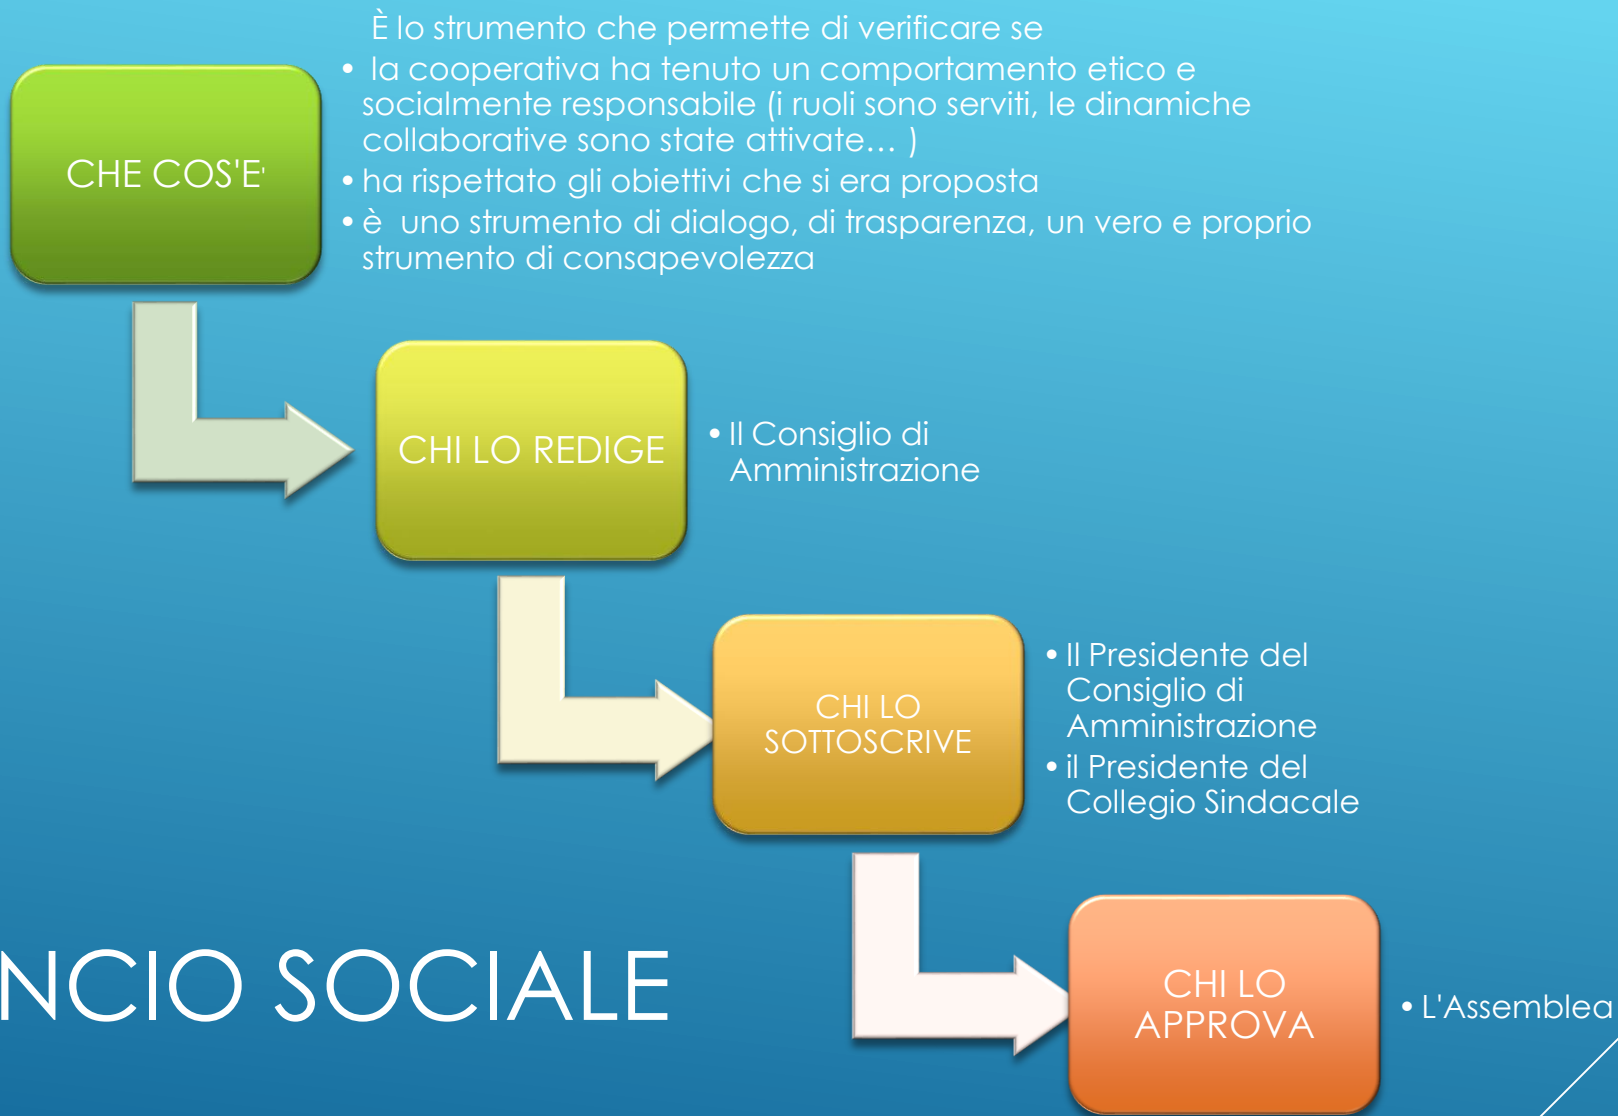 È lo strumento che permette di verificare se
• la cooperativa ha tenuto un comportamento etico e
socialmente responsabile (i ruoli sono serviti, le dinamiche
collaborative sono state attivate… )
• ha rispettato gli obiettivi che si era proposta
• è uno strumento di dialogo, di trasparenza, un vero e proprio
strumento di consapevolezza
CHE COS'E'
CHI LO REDIGE
• Il Consiglio di
Amministrazione
CHI LO
SOTTOSCRIVE
• Il Presidente del
Consiglio di
Amministrazione
• il Presidente del
Collegio Sindacale
CHI LO
APPROVA
• L'Assemblea
NCIO SOCIALE